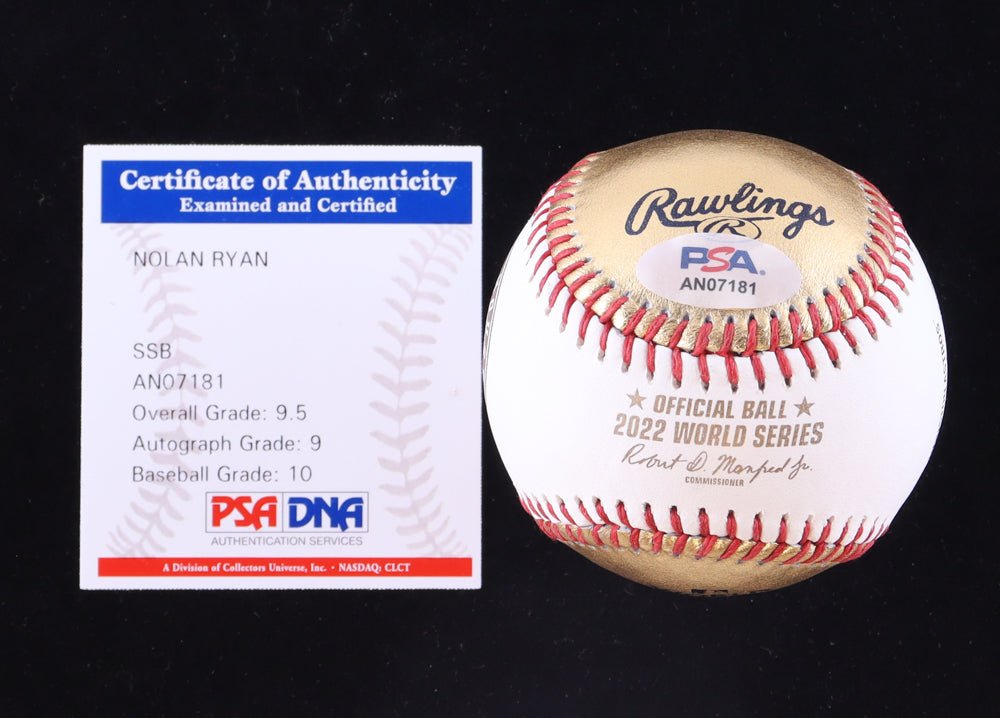 Certificate of Authenticity
Examined and Certified
NOLAN RYAN
SSB
AN07181
Overall Grade: 9.5
Autograph Grade: 9
Baseball Grade: 10
PSA DNA
AUTHENTICATION SERVICES
A Division of Collectors Universe, Inc. • NASDAQ: CLCT
Rawlings
R
PSA
AN07181
★ OFFICIAL BALL ★
2022 WORLD SERIES
Robert D. Manfred Jr.
COMMISSIONER